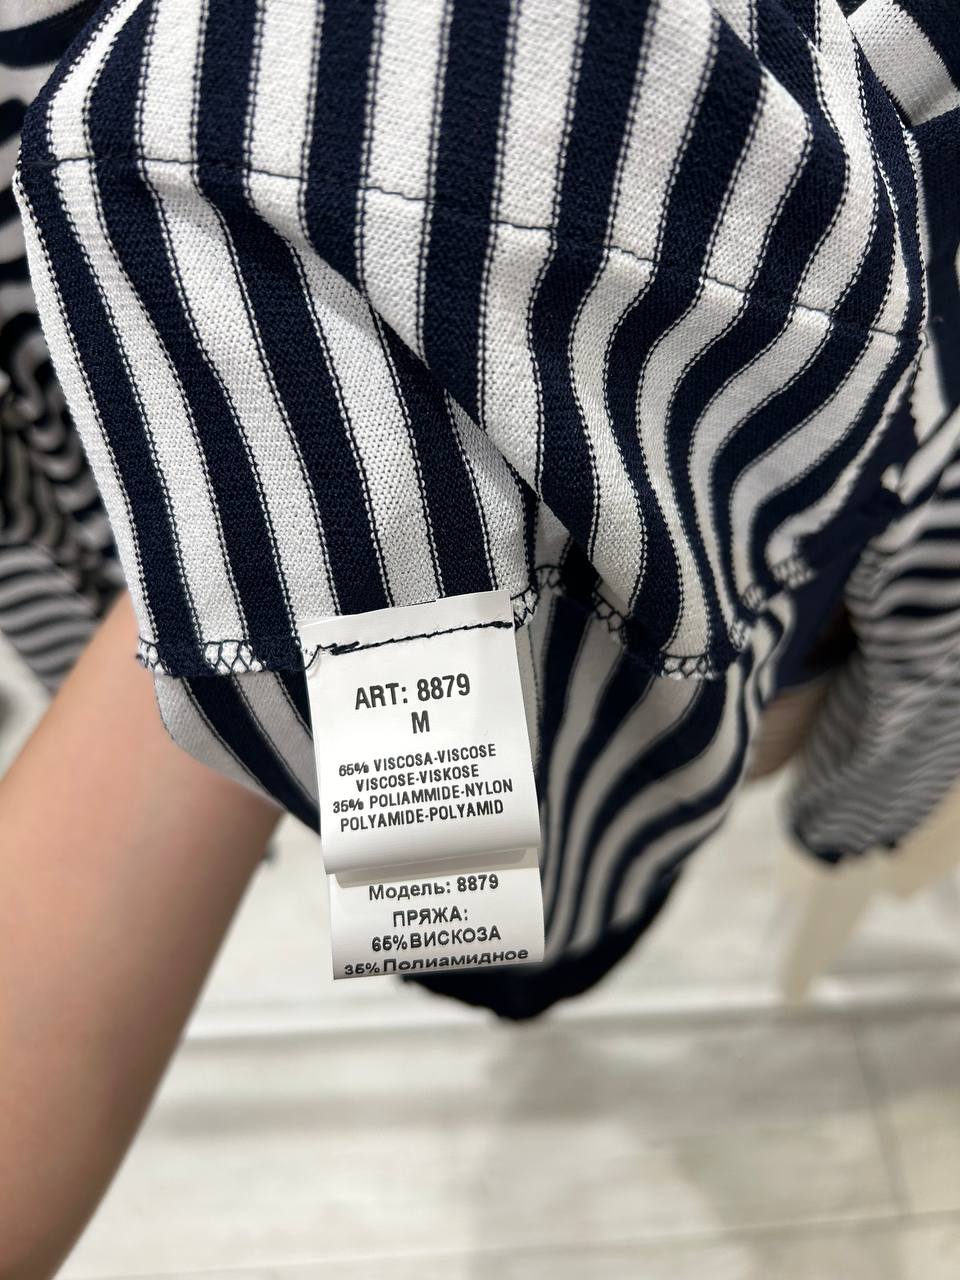 ART: 8879
M
65% VISCOSA-VISCOSE
VISCOSE-VISKOSE
35% POLIAMMIDE-NYLON
POLYAMIDE-POLYAMID
Модель: 8879
ПРЯЖА:
65%ВИСКОЗА
35%Полиамидное